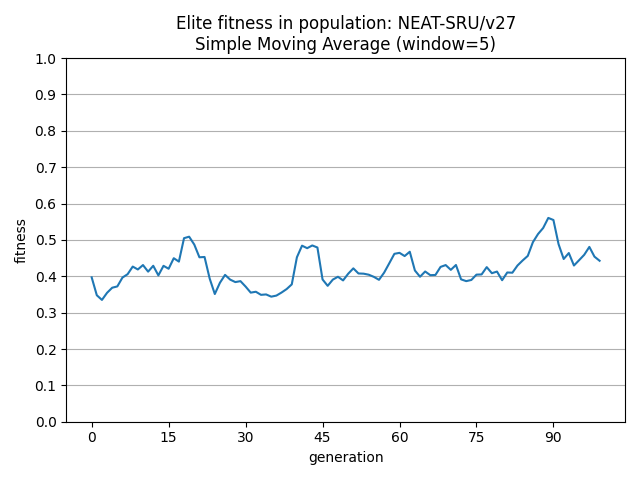 Elite fitness in population: NEAT-SRU/v27
Simple Moving Average (window=5)
1.0
0.9
0.8
0.7
0.6
0.5
0.4
0.3
0.2
0.1
0.0
fitness
0 15 30 45 60 75 90
generation